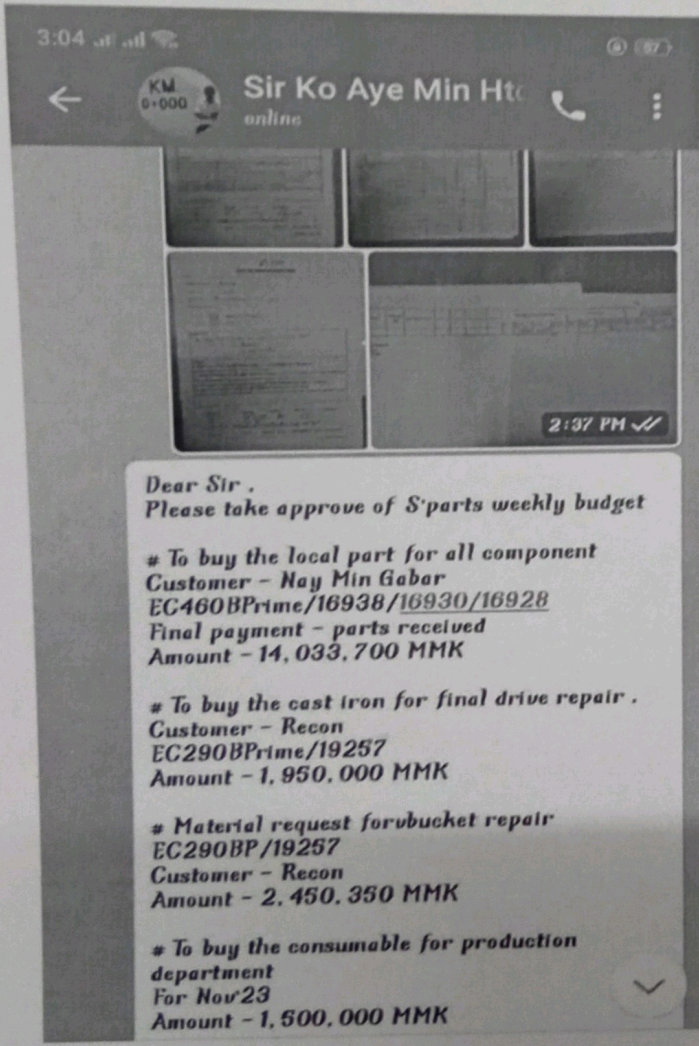 3:04
67
KM
0+000
Sir Ko Aye Min Ht
online
2:37 PM
Dear Sir .
Please take approve of S'parts weekly budget
# To buy the local part for all component
Customer - Nay Min Gabar
EC460BPrime/16938/16930/16928
Final payment - parts received
Amount - 14,033,700 MMK
# To buy the cast iron for final drive repair .
Customer - Recon
EC290BPrime/19257
Amount - 1,950,000 MMK
# Material request forvbucket repair
EC290BP/19257
Customer - Recon
Amount - 2,450,350 MMK
# To buy the consumable for production
department
For Nov'23
Amount - 1,500,000 MMK